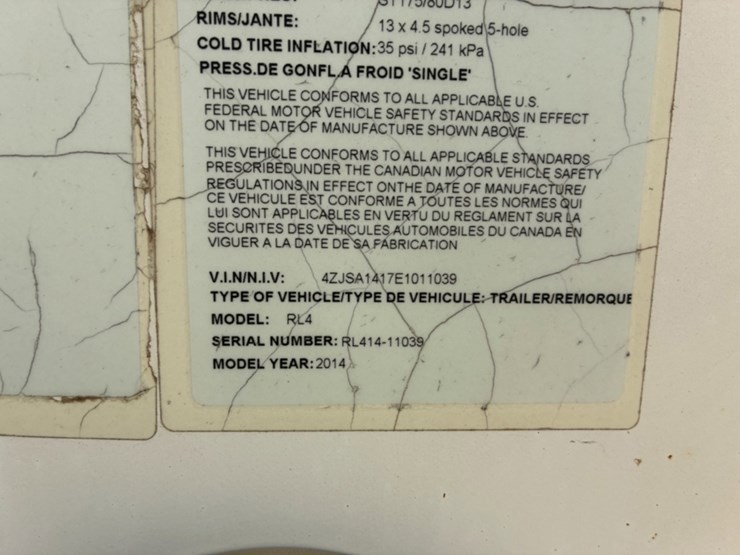 ST175/80D13
RIMS/JANTE: 13 x 4.5 spoked 5-hole
COLD TIRE INFLATION: 35 psi / 241 kPa
PRESS.DE GONFL.A FROID 'SINGLE'
THIS VEHICLE CONFORMS TO ALL APPLICABLE U.S.
FEDERAL MOTOR VEHICLE SAFETY STANDARDS IN EFFECT
ON THE DATE OF MANUFACTURE SHOWN ABOVE.
THIS VEHICLE CONFORMS TO ALL APPLICABLE STANDARDS
PRESCRIBEDUNDER THE CANADIAN MOTOR VEHICLE SAFETY
REGULATIONS IN EFFECT ONTHE DATE OF MANUFACTURE/
CE VEHICULE EST CONFORME A TOUTES LES NORMES QUI
LUI SONT APPLICABLES EN VERTU DU REGLAMENT SUR LA
SECURITES DES VEHICULES AUTOMOBILES DU CANADA EN
VIGUER A LA DATE DE SA FABRICATION
V.I.N/N.I.V: 4ZJSA1417E1011039
TYPE OF VEHICLE/TYPE DE VEHICULE: TRAILER/REMORQUE
MODEL: RL4
SERIAL NUMBER: RL414-11039
MODEL YEAR: 2014